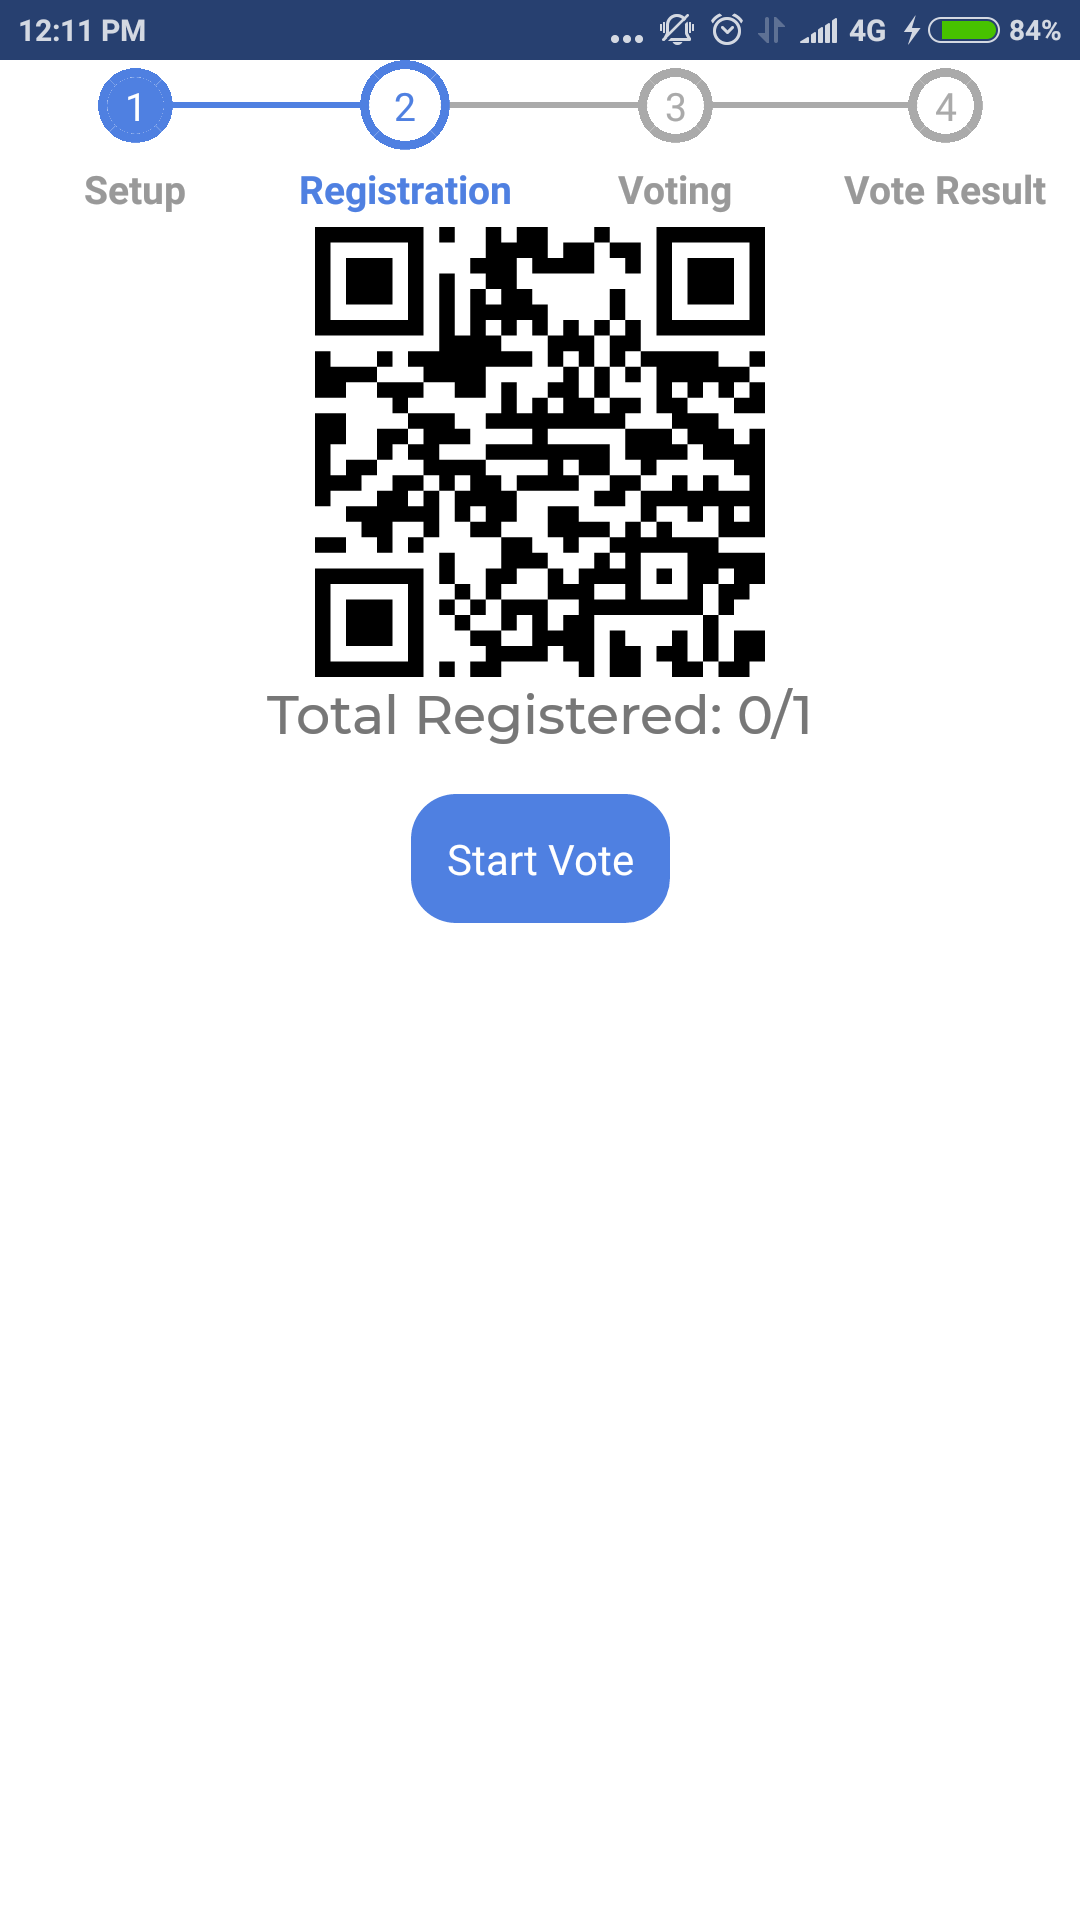 12:11 PM ... 4G 84%
1 2 3 4
Setup Registration Voting Vote Result
Total Registered: 0/1
Start Vote